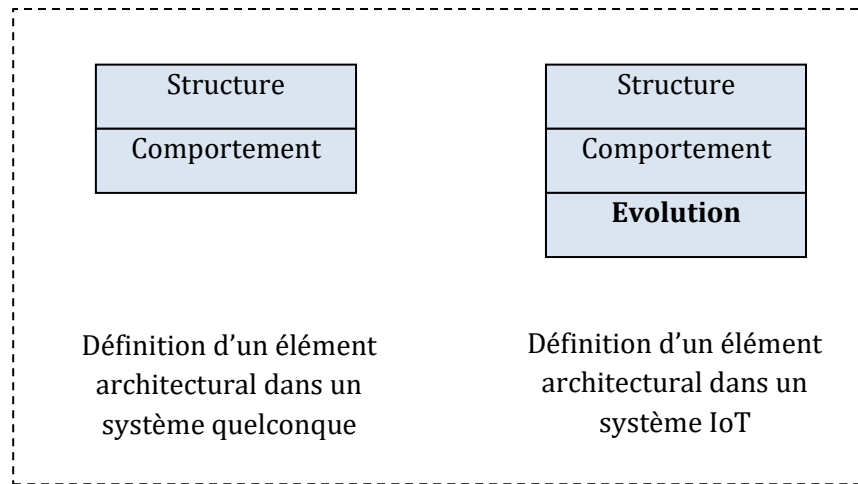 Structure
Comportement
Définition d’un élément
architectural dans un
système quelconque
Structure
Comportement
Evolution
Définition d’un élément
architectural dans un
système IoT